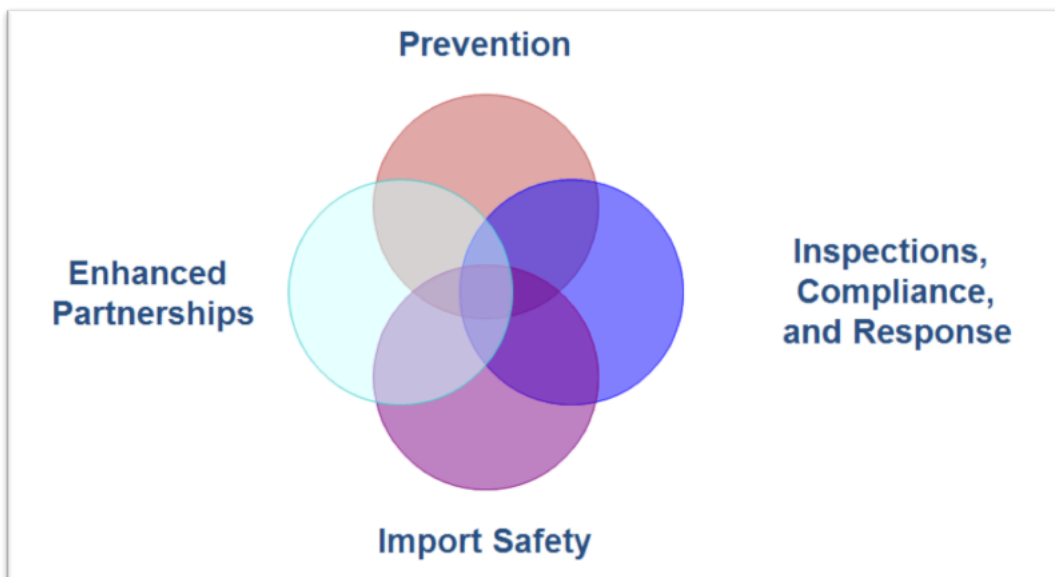 Prevention
Enhanced
Partnerships
Inspections,
Compliance,
and Response
Import Safety